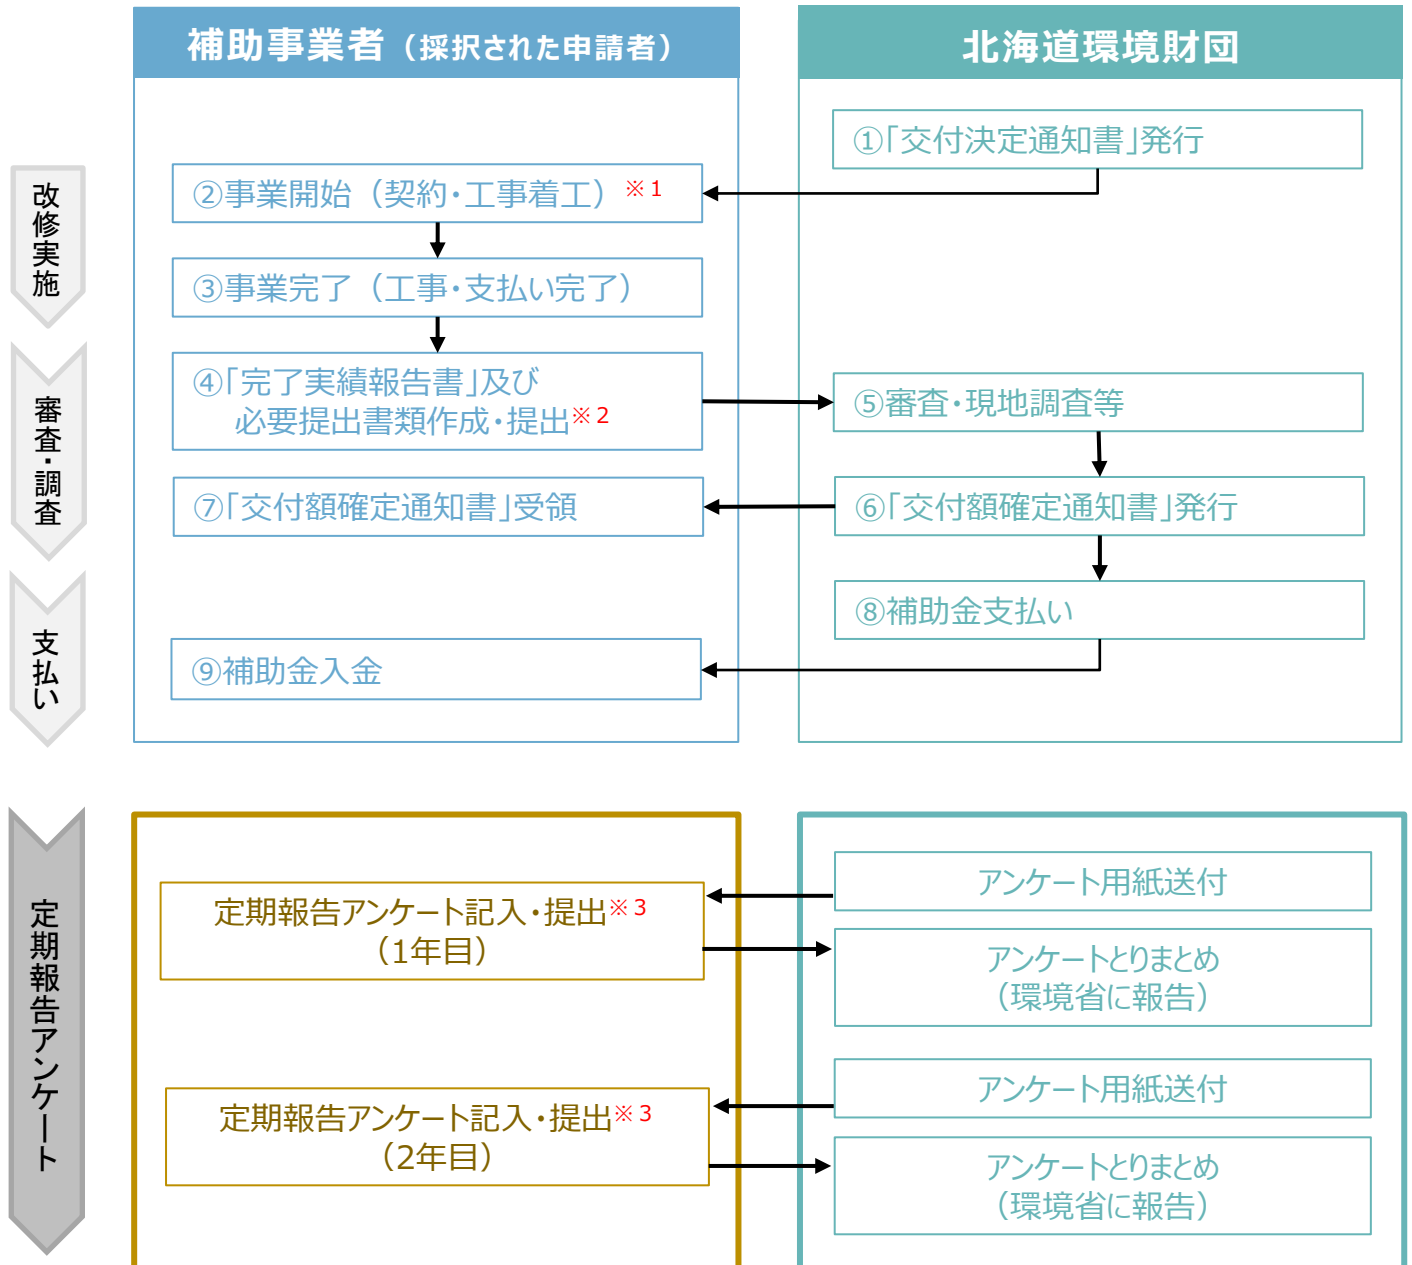 補助事業者（採択された申請者）
北海道環境財団
改修実施
①「交付決定通知書」発行
②事業開始（契約・工事着工）※1
③事業完了（工事・支払い完了）
審査・調査
④「完了実績報告書」及び
必要提出書類作成・提出※2
⑤審査・現地調査等
⑥「交付額確定通知書」発行
⑦「交付額確定通知書」受領
支払い
⑧補助金支払い
⑨補助金入金
定期報告アンケート
アンケート用紙送付
定期報告アンケート記入・提出※3
（1年目）
アンケートとりまとめ
（環境省に報告）
アンケート用紙送付
定期報告アンケート記入・提出※3
（2年目）
アンケートとりまとめ
（環境省に報告）